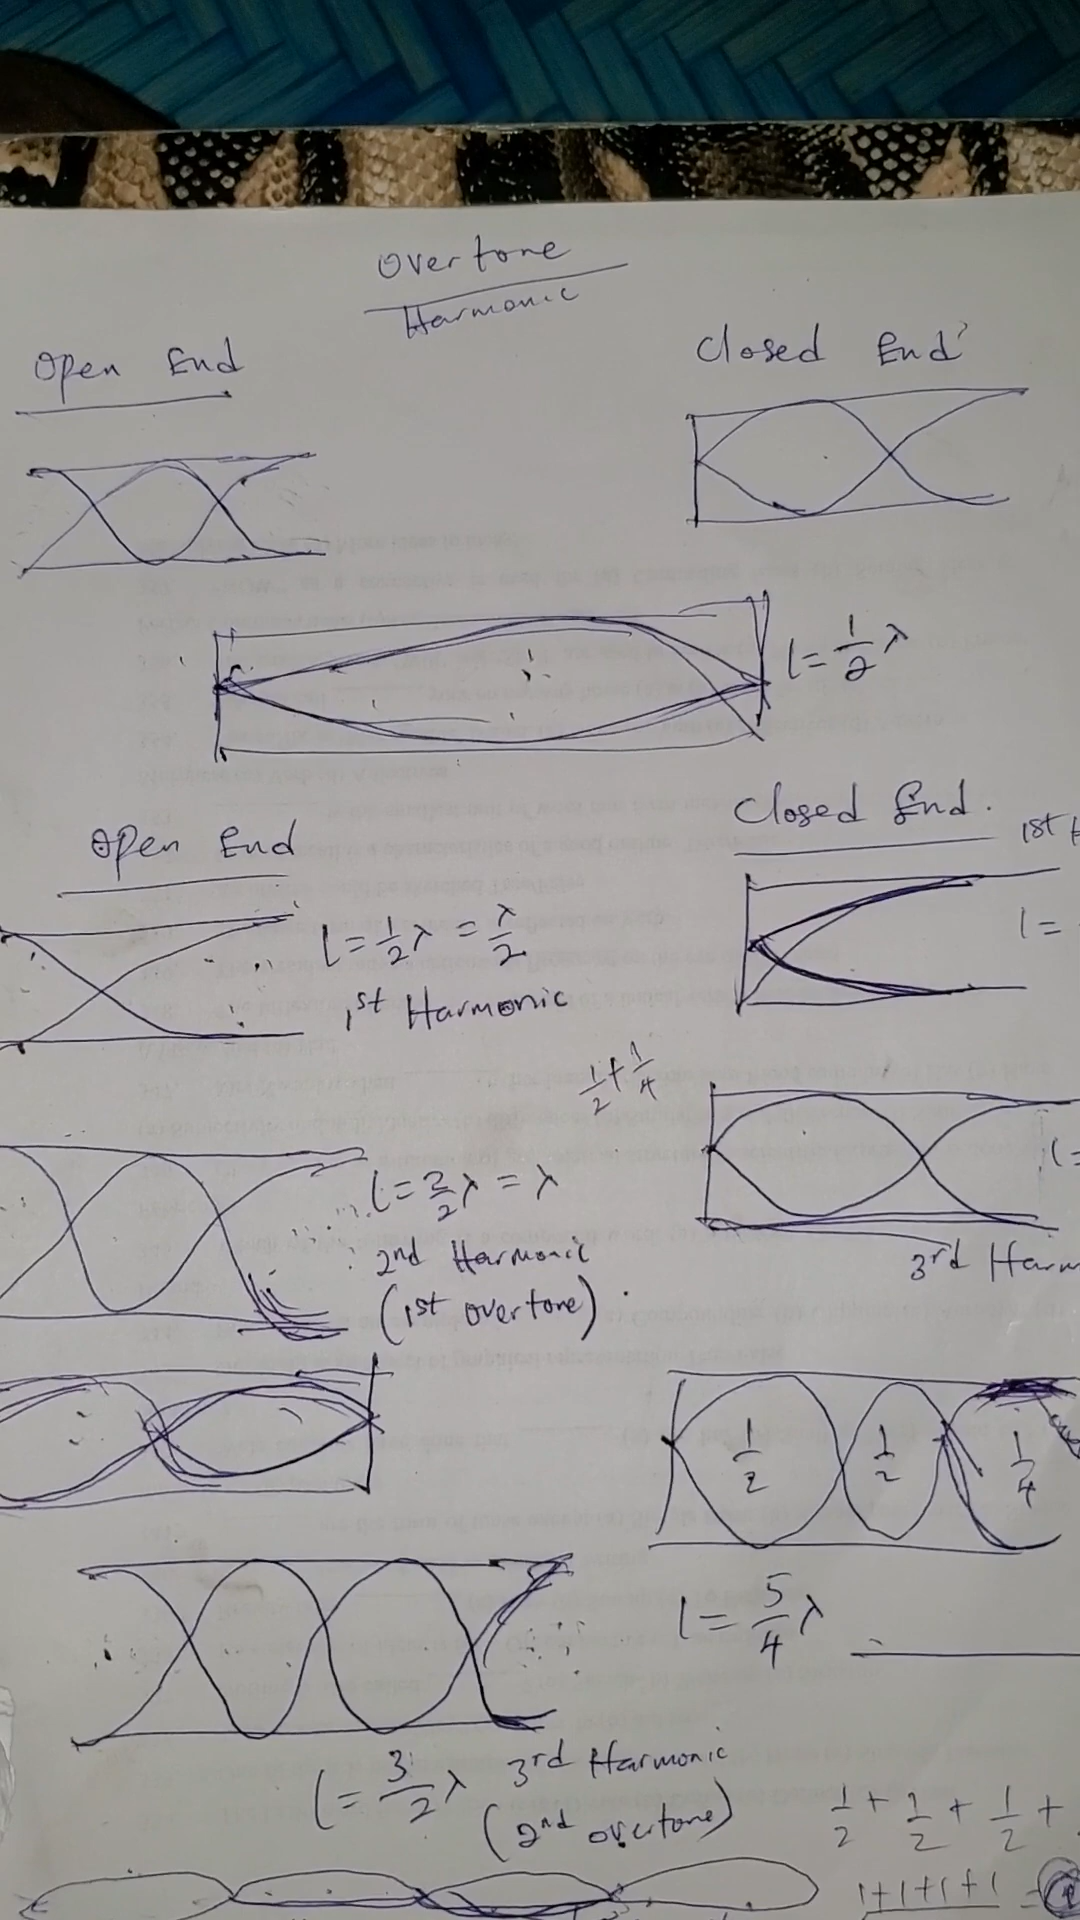 Overtone
Harmonic
Open End
Closed End
l = 1/2 λ
Closed End.
1st H
Open End
l = 1/2 λ = λ/2
l =
1st Harmonic
1/2 + 1/4
l = 2/2 λ = λ
l =
2nd Harmonic
3rd Harm
(1st overtone).
1/2 1/2 1/4
l = 5/4 λ
l = 3/2 λ 3rd Harmonic
(2nd overtone)
1/2 + 1/2 + 1/2 +
1+1+1+1